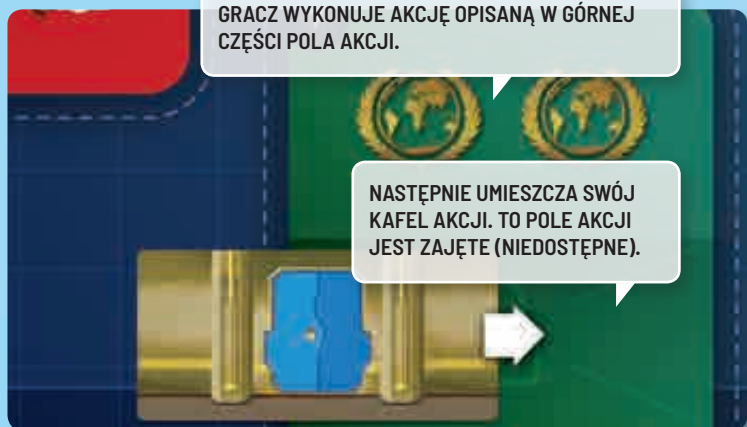 GRACZ WYKONUJE AKCJĘ OPISANĄ W GÓRNEJ
CZĘŚCI POLA AKCJI.
NASTĘPNIE UMIESZCZA SWÓJ
KAFEL AKCJI. TO POLE AKCJI
JEST ZAJĘTE (NIEDOSTĘPNE).